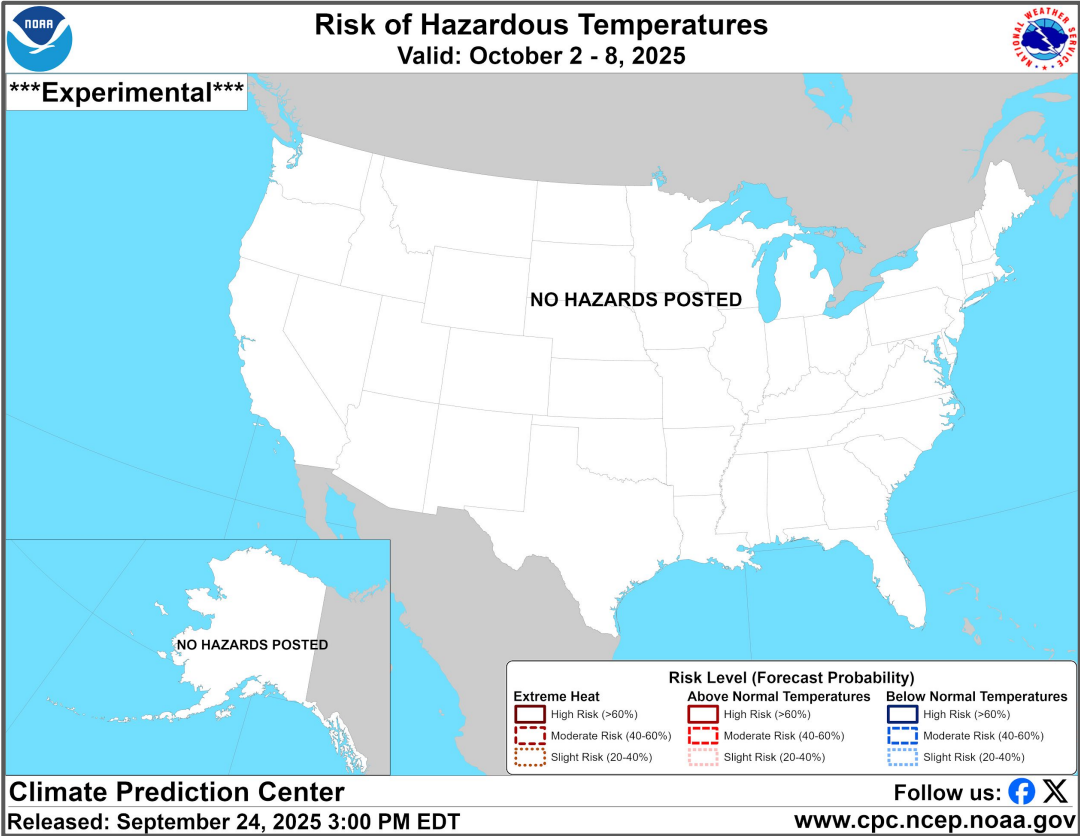 NOAA
Risk of Hazardous Temperatures
Valid: October 2 - 8, 2025
NATIONAL WEATHER SERVICE
***Experimental***
NO HAZARDS POSTED
NO HAZARDS POSTED
Risk Level (Forecast Probability)
Extreme Heat
High Risk (>60%)
Moderate Risk (40-60%)
Slight Risk (20-40%)
Above Normal Temperatures
High Risk (>60%)
Moderate Risk (40-60%)
Slight Risk (20-40%)
Below Normal Temperatures
High Risk (>60%)
Moderate Risk (40-60%)
Slight Risk (20-40%)
Climate Prediction Center
Follow us:
Released: September 24, 2025 3:00 PM EDT
www.cpc.ncep.noaa.gov